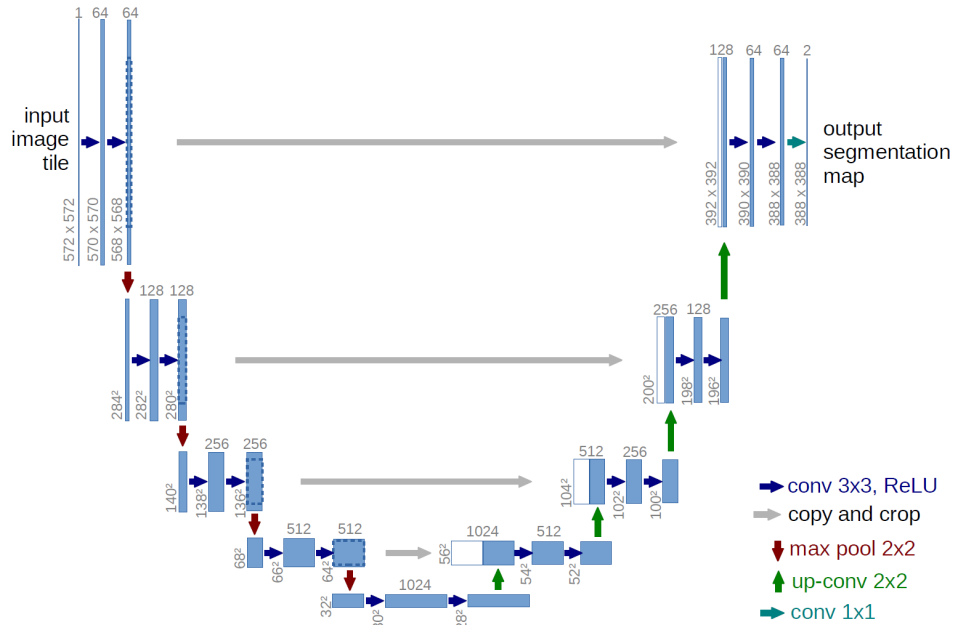 1 64 64
128 64 64 2
input
image
tile
output
segmentation
map
572 x 572
570 x 570
568 x 568
392 x 392
390 x 390
388 x 388
388 x 388
128 128
256 128
284²
282²
280²
200²
198²
196²
256 256
512 256
140²
138²
136²
104²
102²
100²
512 512
1024 512
68²
66²
64²
56²
54²
52²
1024
32²
conv 3x3, ReLU
copy and crop
max pool 2x2
up-conv 2x2
conv 1x1